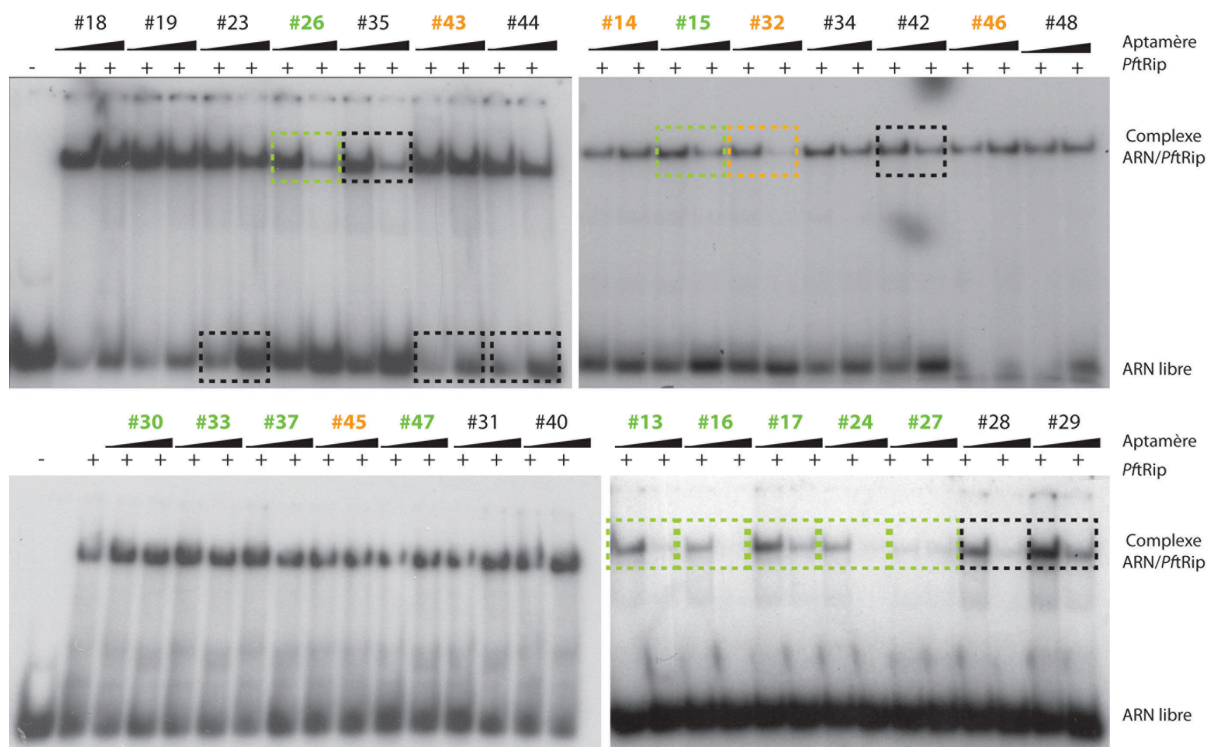 #18 #19 #23 #26 #35 #43 #44 #14 #15 #32 #34 #42 #46 #48
Aptamère
- + + + + + + + + + + + + + + + + + + + + + + + + + + + + PftRip
Complexe
ARN/PftRip
ARN libre
#30 #33 #37 #45 #47 #31 #40 #13 #16 #17 #24 #27 #28 #29
Aptamère
- + + + + + + + + + + + + + + + + + + + + + + + + + + + + + PftRip
Complexe
ARN/PftRip
ARN libre